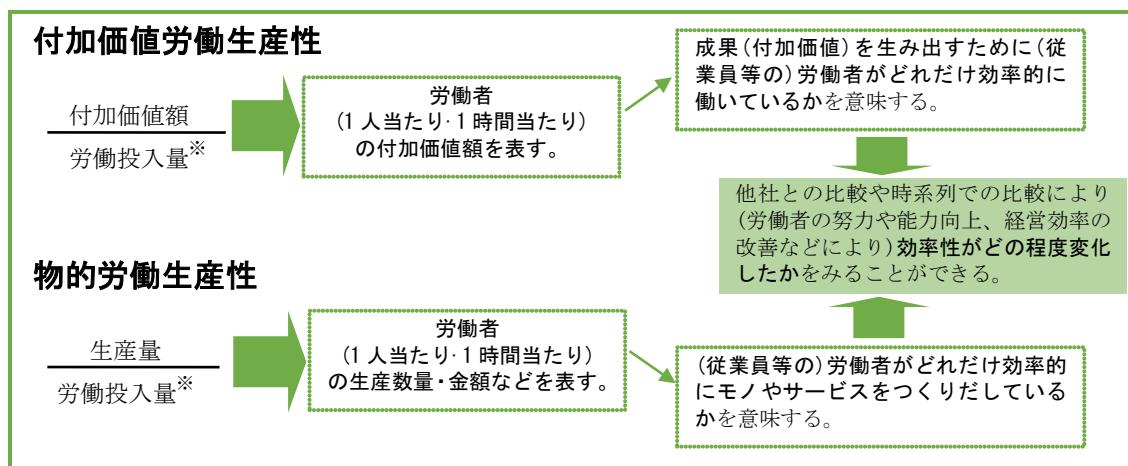 付加価値労働生産性
付加価値額
労働投入量※
労働者
(1人当たり･1時間当たり)
の付加価値額を表す。
成果(付加価値)を生み出すために(従
業員等の)労働者がどれだけ効率的に
働いているかを意味する。
他社との比較や時系列での比較により
(労働者の努力や能力向上、経営効率の
改善などにより)効率性がどの程度変化
したかをみることができる。
物的労働生産性
生産量
労働投入量※
労働者
(1人当たり･1時間当たり)
の生産数量・金額などを表す。
(従業員等の)労働者がどれだけ効率的
にモノやサービスをつくりだしている
かを意味する。